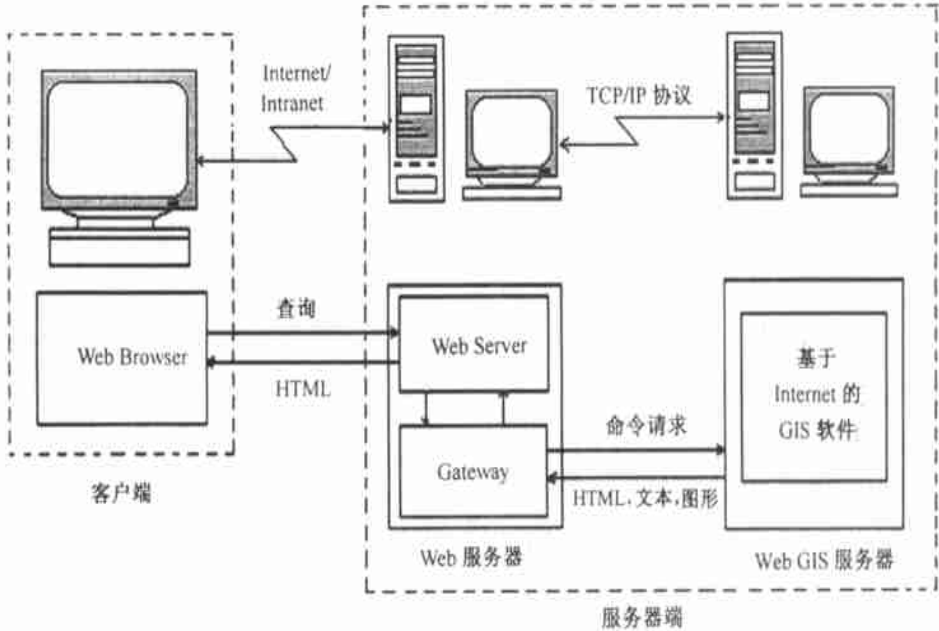 Internet/
Intranet
TCP/IP 协议
Web Browser
查询
HTML
Web Server
Gateway
命令请求
HTML,文本,图形
基于
Internet 的
GIS 软件
客户端
Web 服务器
Web GIS 服务器
服务器端